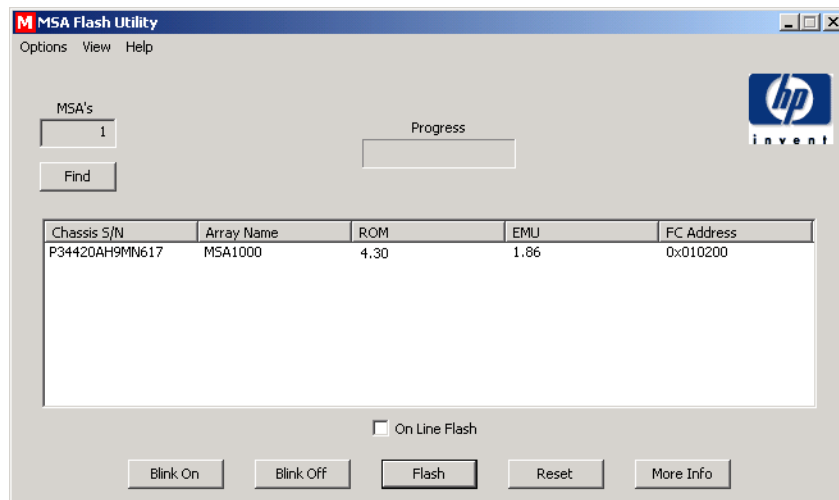 M MSA Flash Utility
Options View Help
MSA's
1
Progress
hp
invent
Find
Chassis S/N Array Name ROM EMU FC Address
P34420AH9MN617 MSA1000 4.30 1.86 0x010200
On Line Flash
Blink On Blink Off Flash Reset More Info